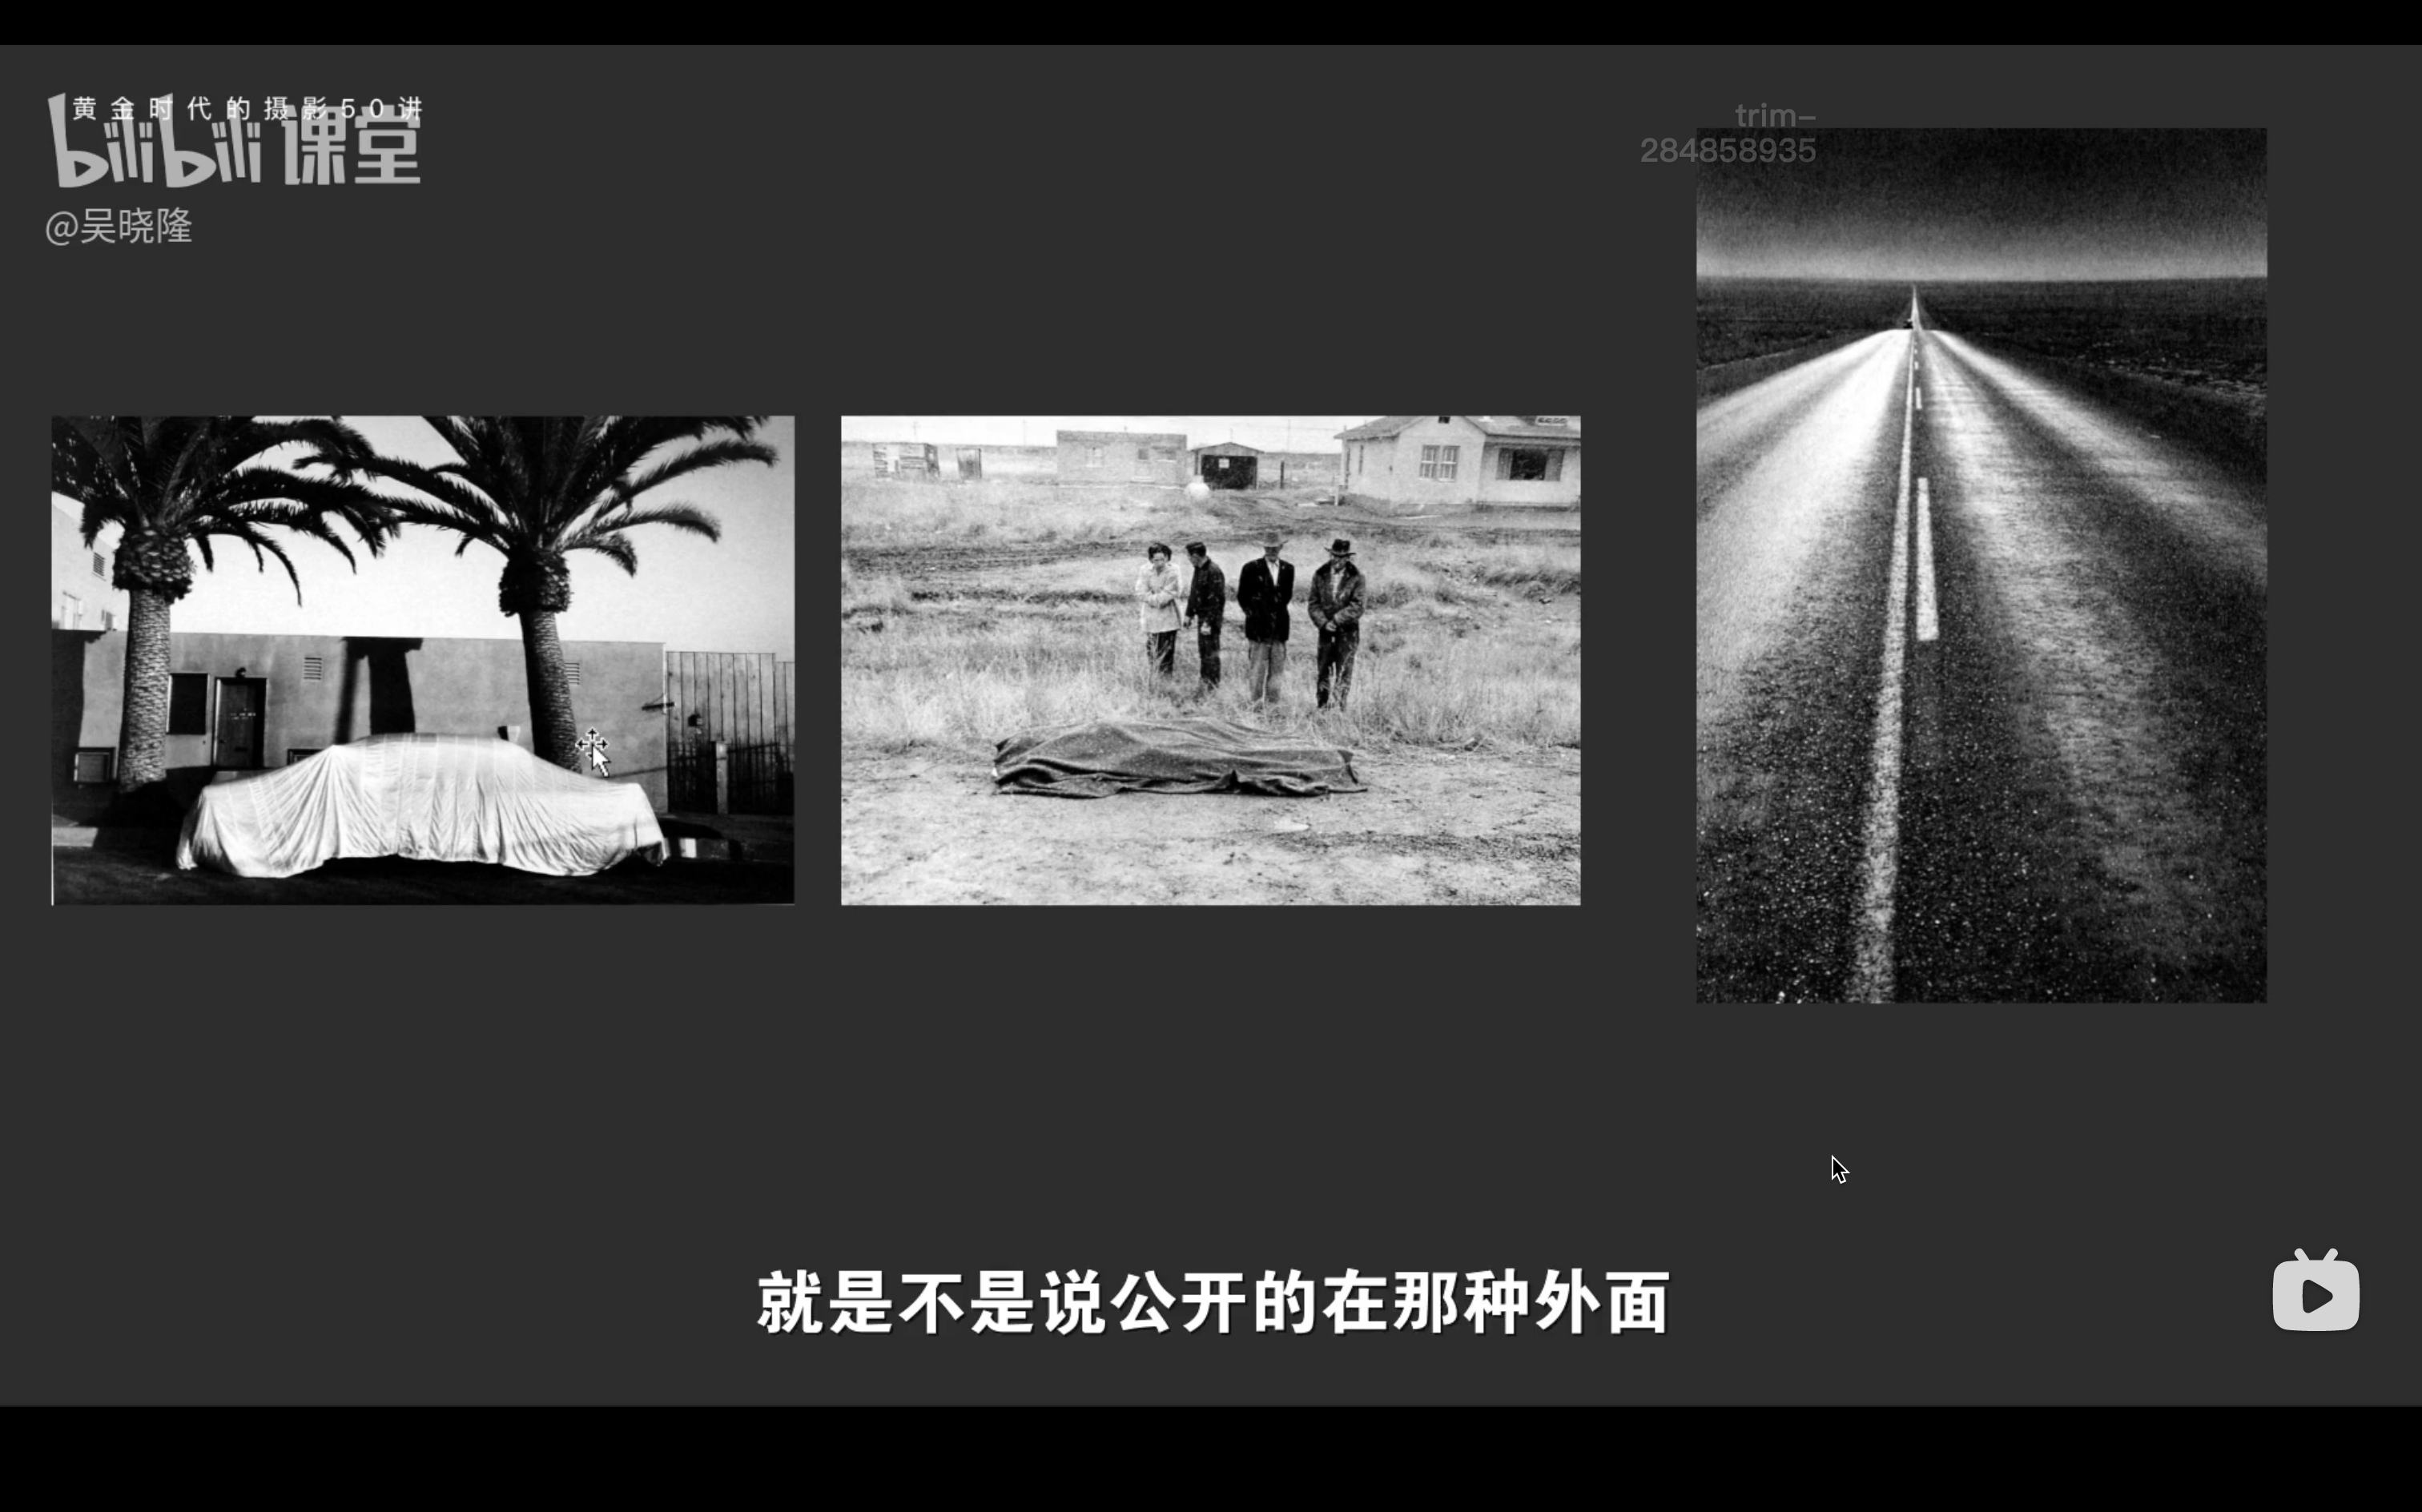 黄金时代的摄影50讲
bilibili课堂
@吴晓隆
trim-
284858935
就是不是说公开的在那种外面